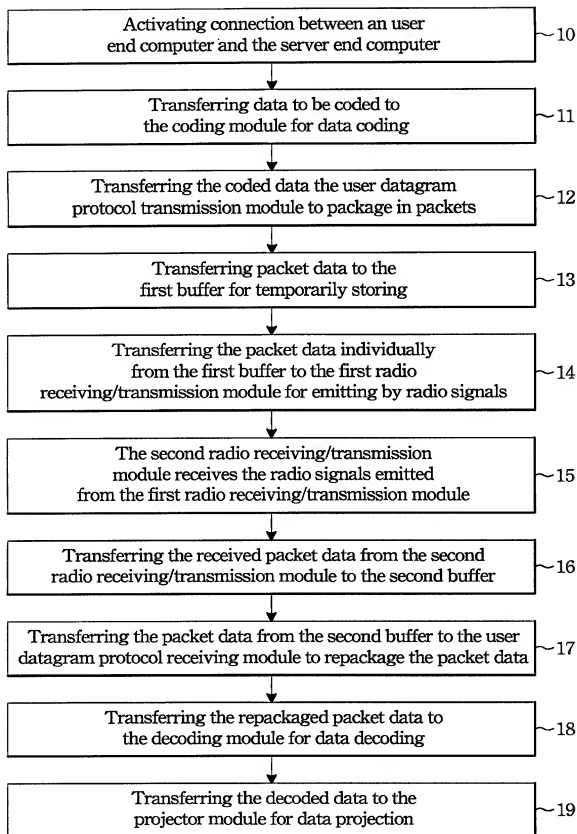 Activating connection between an user
end computer and the server end computer
10
Transferring data to be coded to
the coding module for data coding
11
Transferring the coded data the user datagram
protocol transmission module to package in packets
12
Transferring packet data to the
first buffer for temporarily storing
13
Transferring the packet data individually
from the first buffer to the first radio
receiving/transmission module for emitting by radio signals
14
The second radio receiving/transmission
module receives the radio signals emitted
from the first radio receiving/transmission module
15
Transferring the received packet data from the second
radio receiving/transmission module to the second buffer
16
Transferring the packet data from the second buffer to the user
datagram protocol receiving module to repackage the packet data
17
Transferring the repackaged packet data to
the decoding module for data decoding
18
Transferring the decoded data to the
projector module for data projection
19